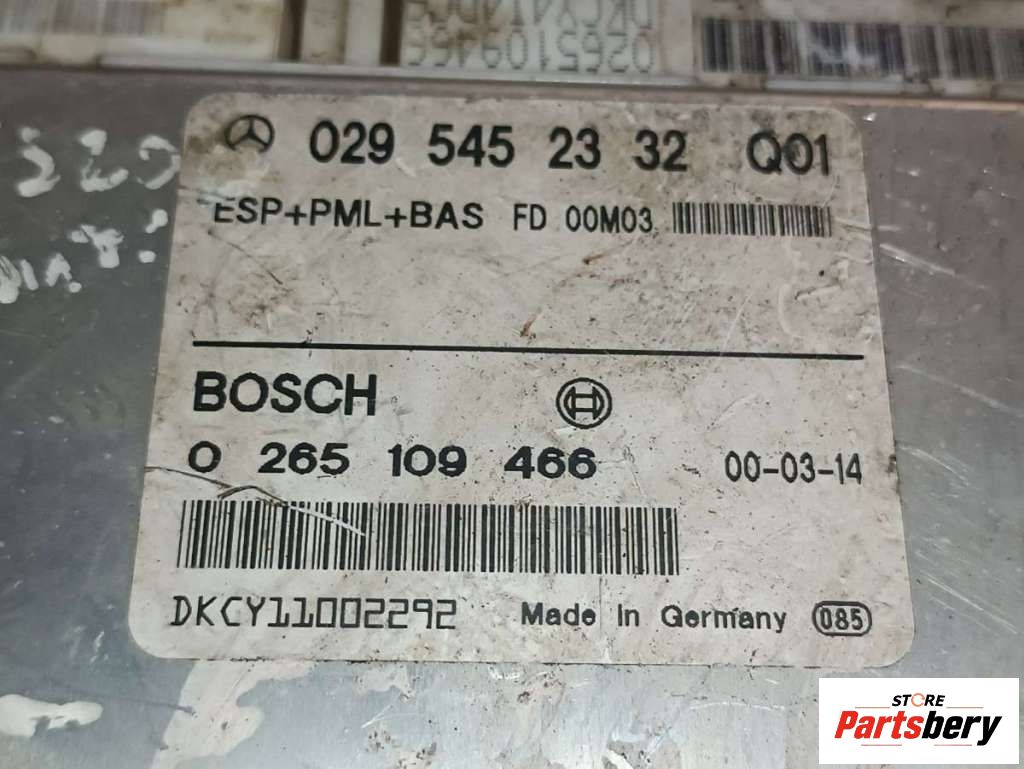 029 545 23 32 Q01
ESP+PML+BAS FD 00M03
BOSCH
0 265 109 466 00-03-14
DKCY11002292 Made In Germany 085
STORE
Partsbery